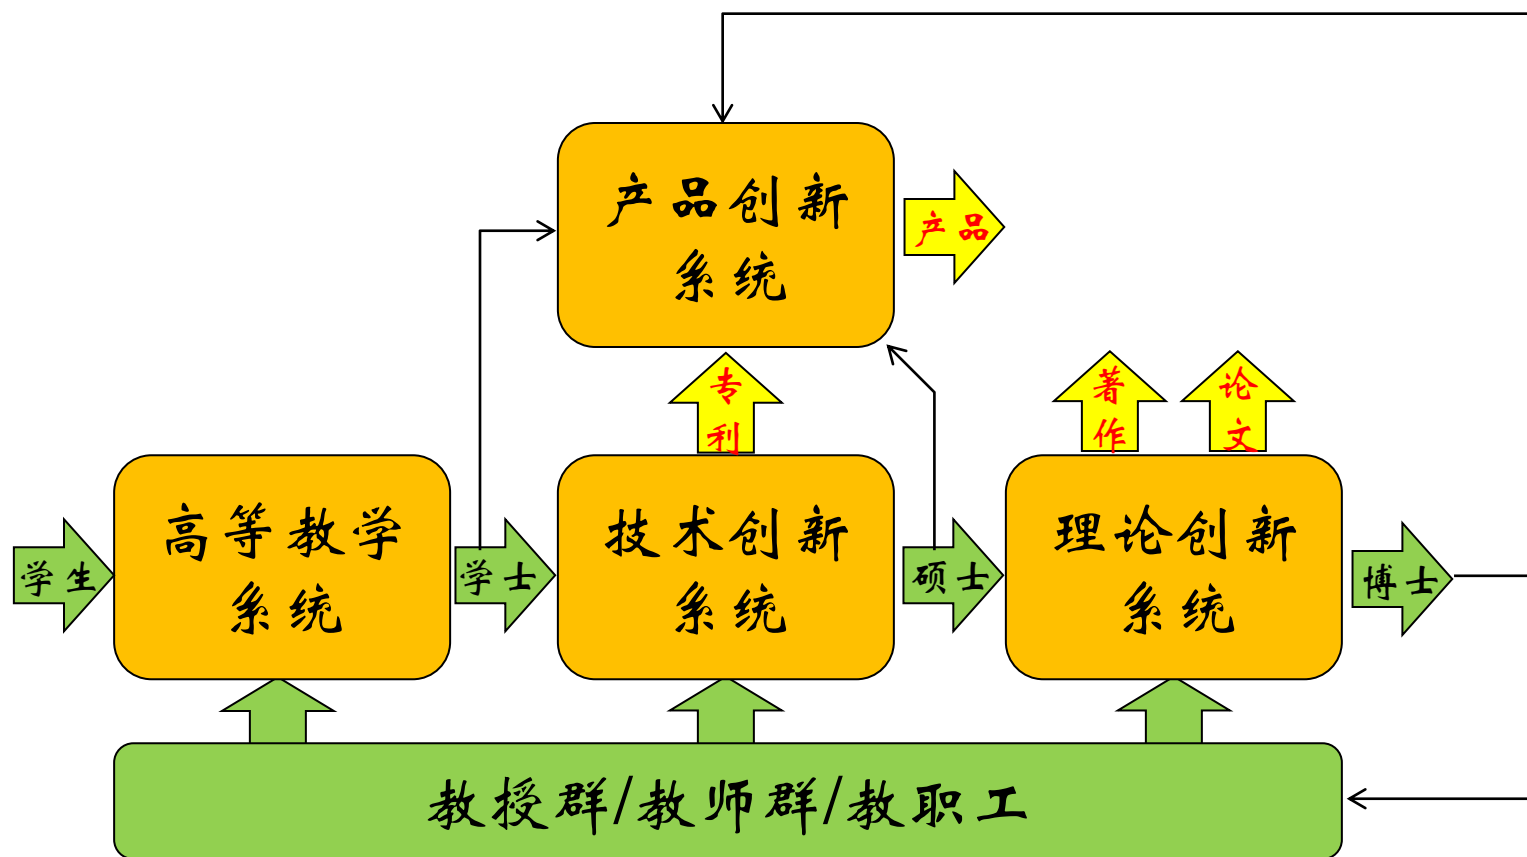 产品创新
系统
产品
专
利
著
作
论
文
学生
高等教学
系统
学士
技术创新
系统
硕士
理论创新
系统
博士
教授群/教师群/教职工